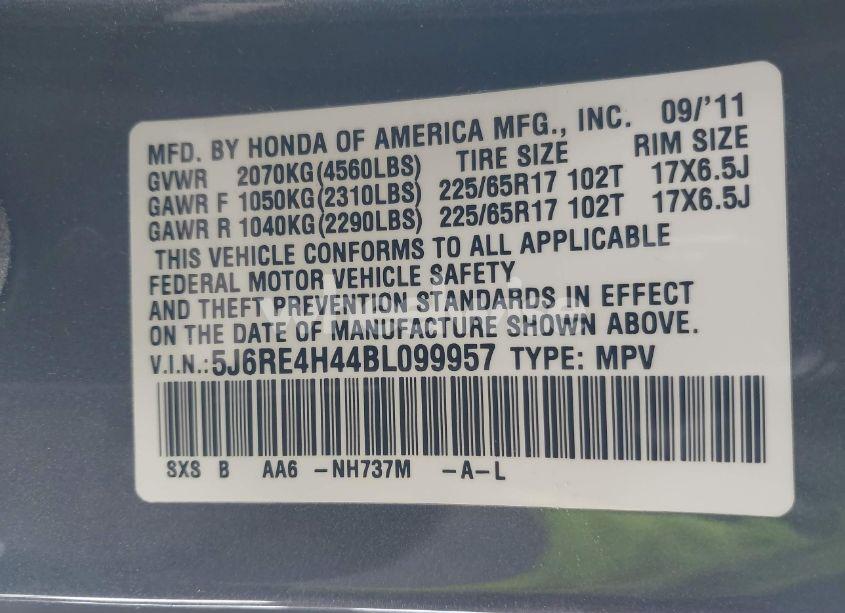 MFD. BY HONDA OF AMERICA MFG., INC. 09/'11
GVWR 2070KG(4560LBS) TIRE SIZE RIM SIZE
GAWR F 1050KG(2310LBS) 225/65R17 102T 17X6.5J
GAWR R 1040KG(2290LBS) 225/65R17 102T 17X6.5J
THIS VEHICLE CONFORMS TO ALL APPLICABLE
FEDERAL MOTOR VEHICLE SAFETY
AND THEFT PREVENTION STANDARDS IN EFFECT
ON THE DATE OF MANUFACTURE SHOWN ABOVE.
V.I.N.:5J6RE4H44BL099957 TYPE: MPV
SXS B AA6 -NH737M -A-L